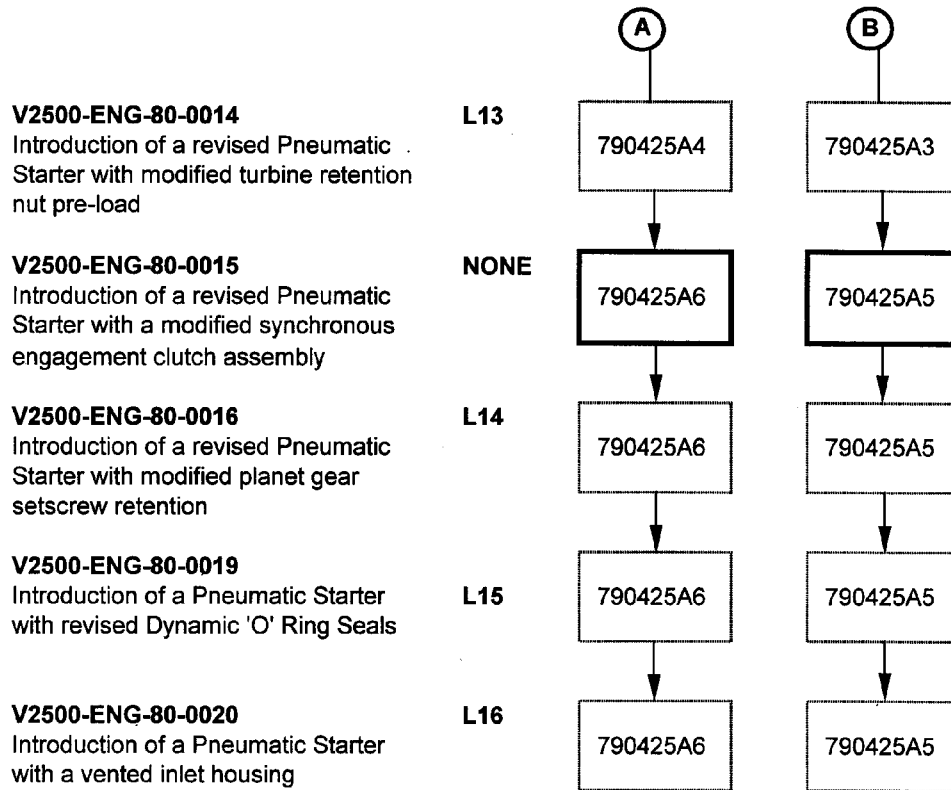 A B
V2500-ENG-80-0014 L13
Introduction of a revised Pneumatic
Starter with modified turbine retention
nut pre-load
790425A4 790425A3
V2500-ENG-80-0015 NONE
Introduction of a revised Pneumatic
Starter with a modified synchronous
engagement clutch assembly
790425A6 790425A5
V2500-ENG-80-0016 L14
Introduction of a revised Pneumatic
Starter with modified planet gear
setscrew retention
790425A6 790425A5
V2500-ENG-80-0019
Introduction of a Pneumatic Starter L15 790425A6 790425A5
with revised Dynamic 'O' Ring Seals
V2500-ENG-80-0020 L16
Introduction of a Pneumatic Starter 790425A6 790425A5
with a vented inlet housing